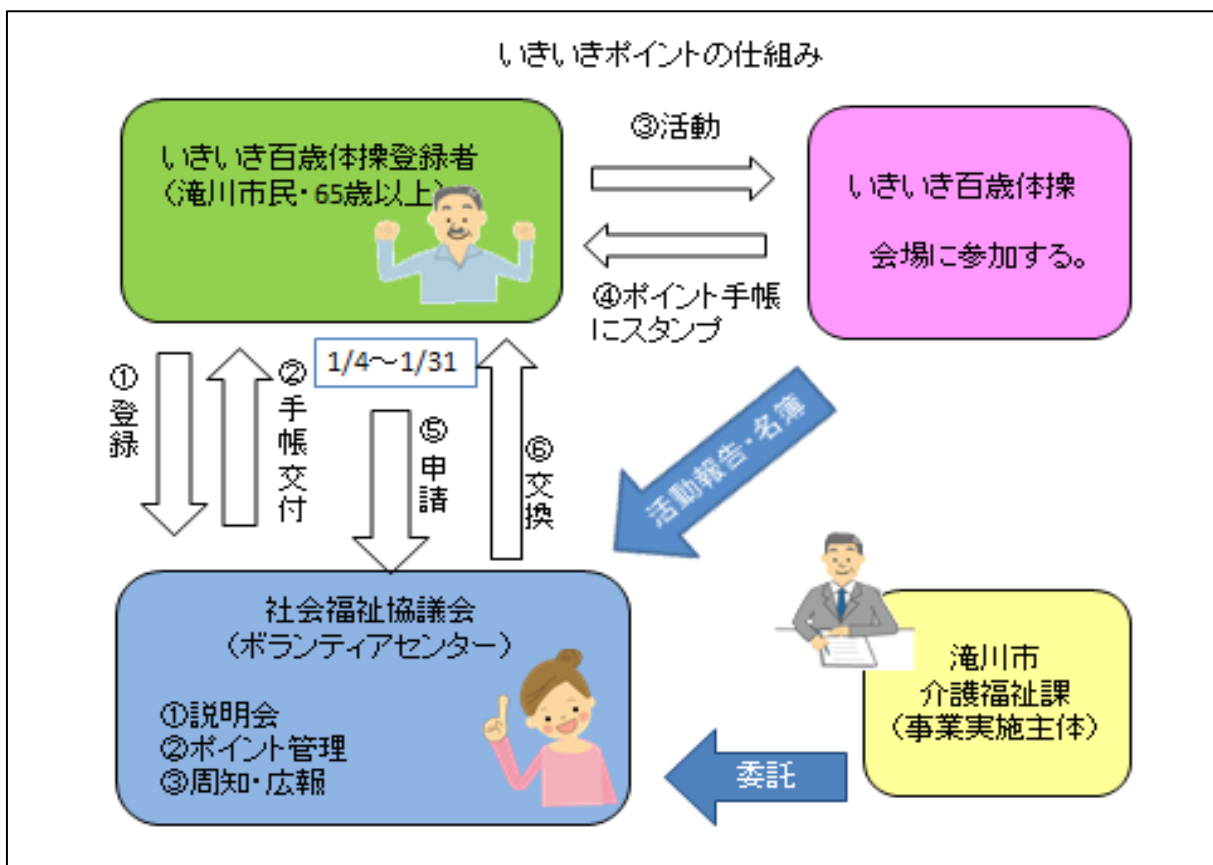 いきいきポイントの仕組み
いきいき百歳体操登録者
(滝川市民・65歳以上)
③活動
いきいき百歳体操
会場に参加する。
④ポイント手帳
にスタンプ
①登録
②手帳交付
1/4～1/31
⑤申請
⑥交換
活動報告・名簿
社会福祉協議会
(ボランティアセンター)
①説明会
②ポイント管理
③周知・広報
滝川市
介護福祉課
(事業実施主体)
委託